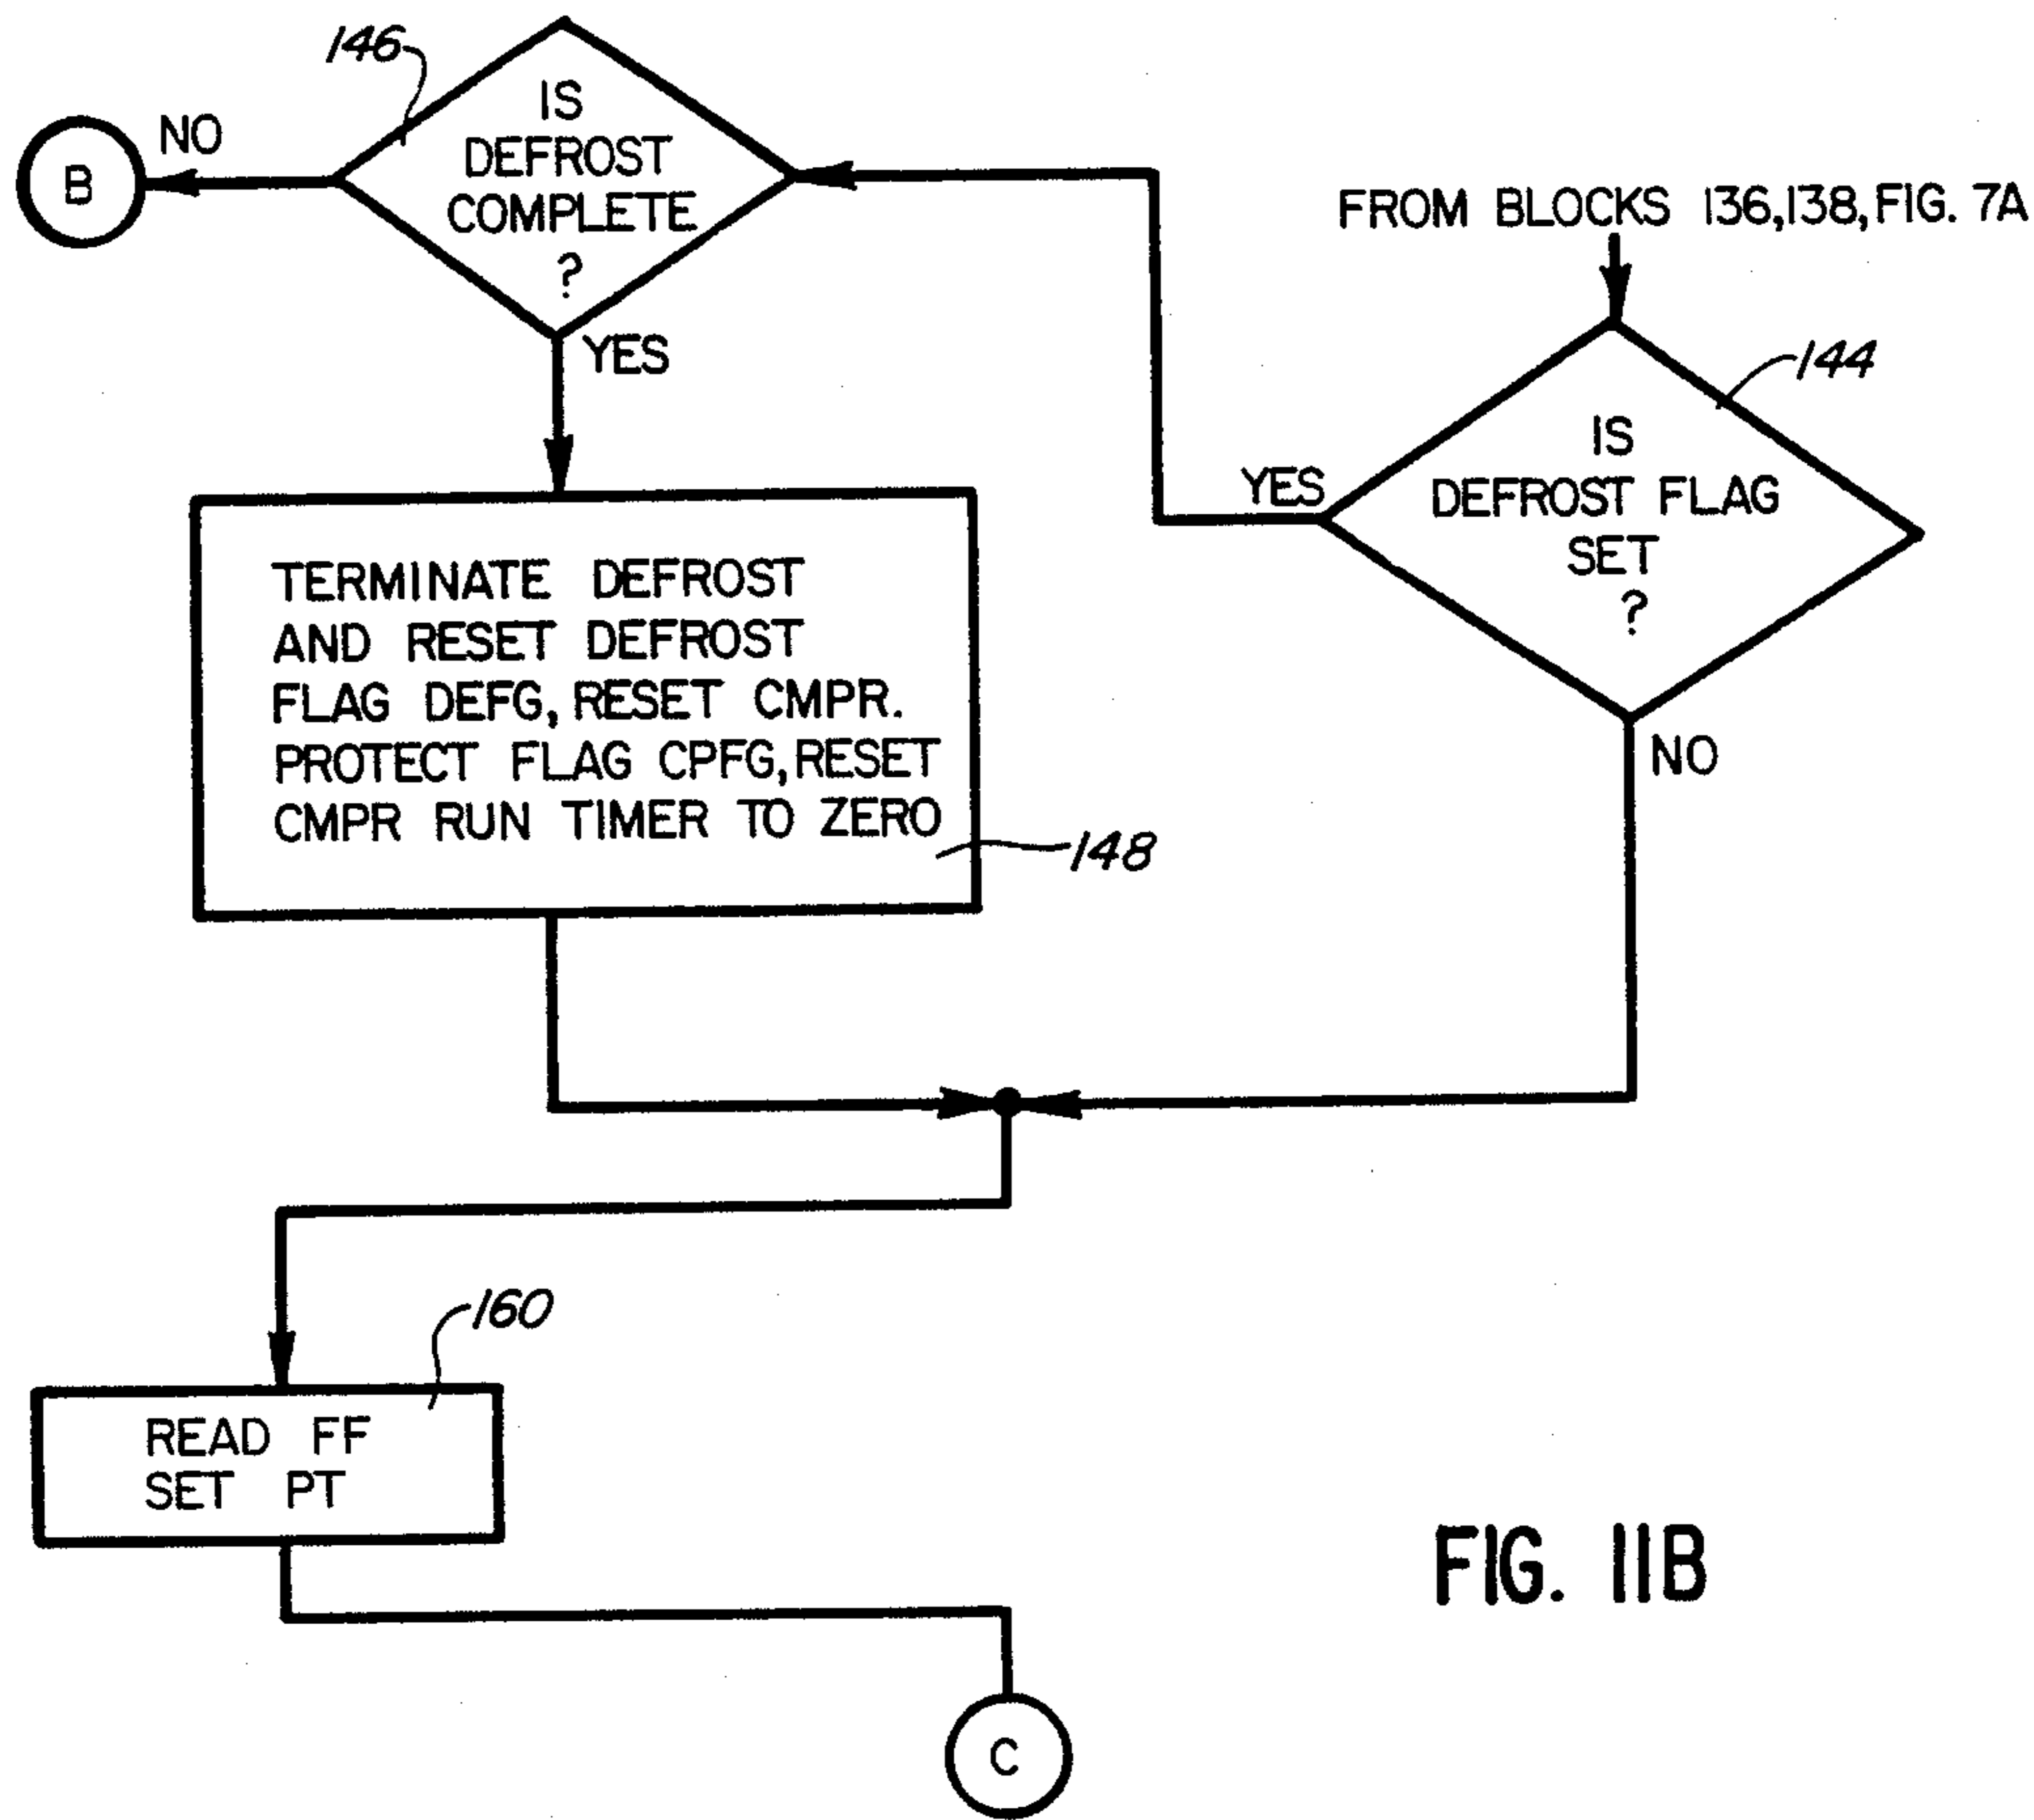 146
IS
DEFROST
COMPLETE
?
NO
B
YES
FROM BLOCKS 136,138, FIG. 7A
144
IS
DEFROST FLAG
SET
?
YES
NO
TERMINATE DEFROST
AND RESET DEFROST
FLAG DEFG, RESET CMPR.
PROTECT FLAG CPFG, RESET
CMPR RUN TIMER TO ZERO
148
160
READ FF
SET PT
C
FIG. 11B